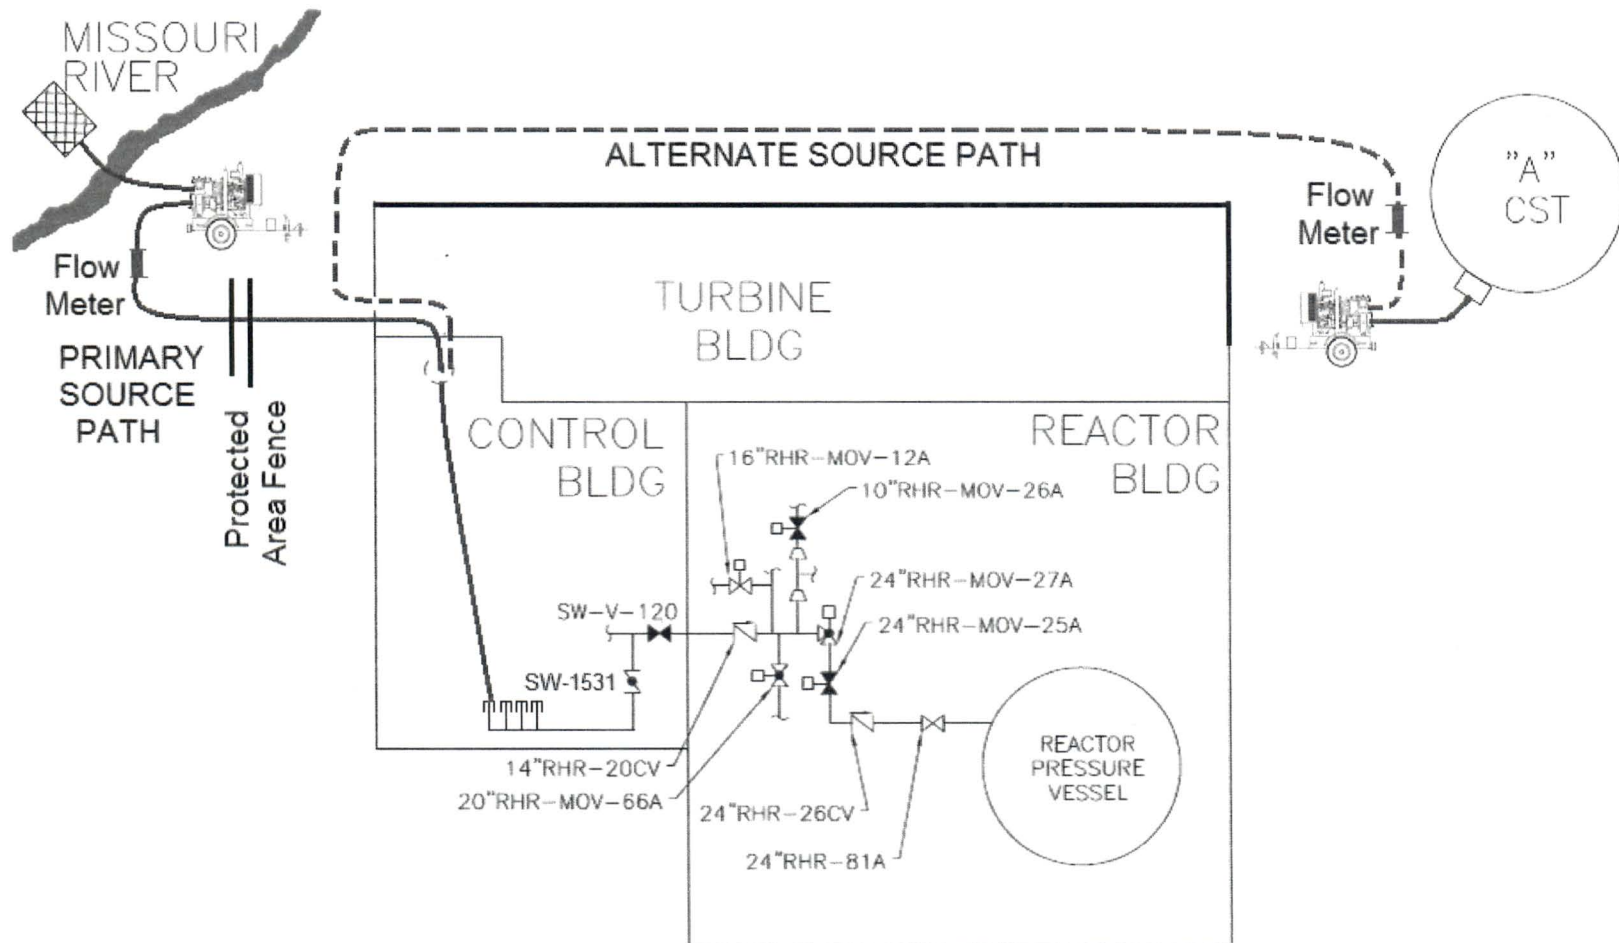 MISSOURI
RIVER
ALTERNATE SOURCE PATH
"A"
CST
Flow
Meter
Flow
Meter
TURBINE
BLDG
PRIMARY
SOURCE
PATH
Protected
Area Fence
CONTROL
BLDG
REACTOR
BLDG
16"RHR-MOV-12A
10"RHR-MOV-26A
24"RHR-MOV-27A
SW-V-120
24"RHR-MOV-25A
SW-1531
REACTOR
PRESSURE
VESSEL
14"RHR-20CV
20"RHR-MOV-66A
24"RHR-26CV
24"RHR-81A